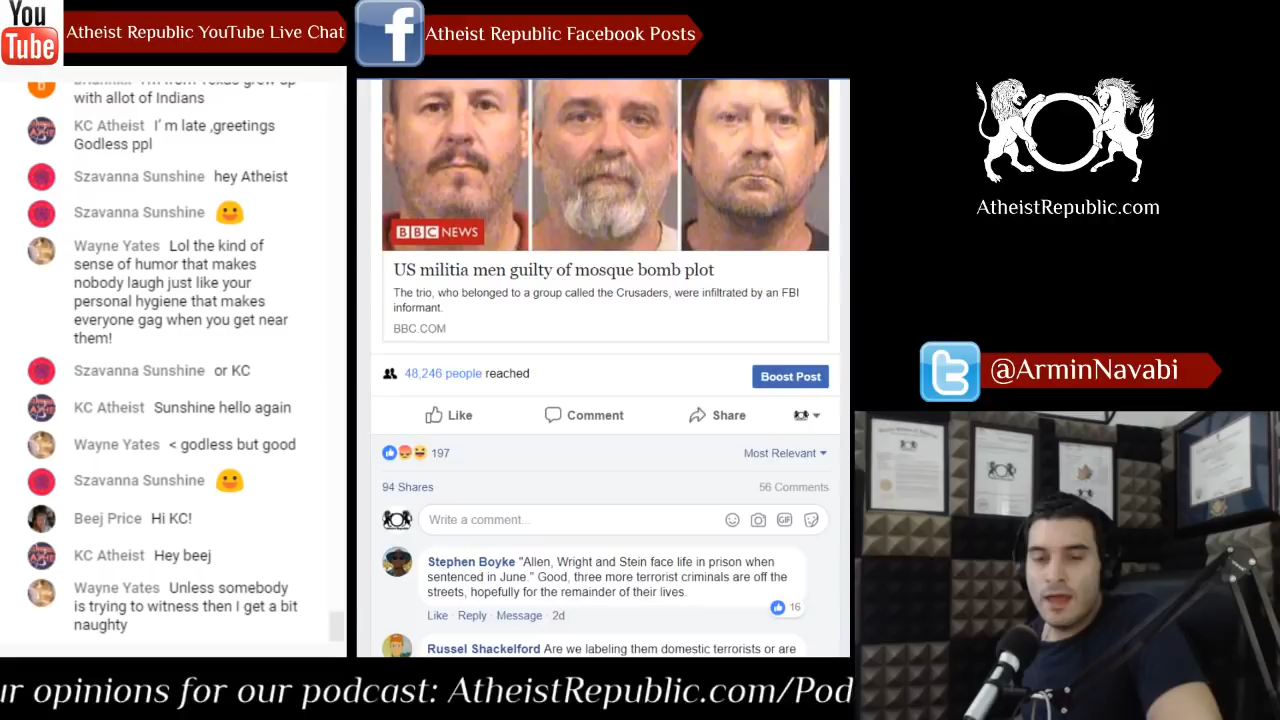 You
Tube
Atheist Republic YouTube Live Chat
Atheist Republic Facebook Posts
with allot of Indians
KC Atheist I' m late ,greetings
Godless ppl
Szavanna Sunshine hey Atheist
Szavanna Sunshine
Wayne Yates Lol the kind of
sense of humor that makes
nobody laugh just like your
personal hygiene that makes
everyone gag when you get near
them!
Szavanna Sunshine or KC
KC Atheist Sunshine hello again
Wayne Yates < godless but good
Szavanna Sunshine
Beej Price Hi KC!
KC Atheist Hey beej
Wayne Yates Unless somebody
is trying to witness then I get a bit
naughty
BBC NEWS
US militia men guilty of mosque bomb plot
The trio, who belonged to a group called the Crusaders, were infiltrated by an FBI
informant.
BBC.COM
48,246 people reached
Boost Post
Like Comment Share
197 Most Relevant
94 Shares 56 Comments
Write a comment...
GIF
Stephen Boyke "Allen, Wright and Stein face life in prison when
sentenced in June." Good, three more terrorist criminals are off the
streets, hopefully for the remainder of their lives.
16
Like · Reply · Message · 2d
Russel Shackelford Are we labeling them domestic terrorists or are
AtheistRepublic.com
@ArminNavabi
ur opinions for our podcast: AtheistRepublic.com/Pod